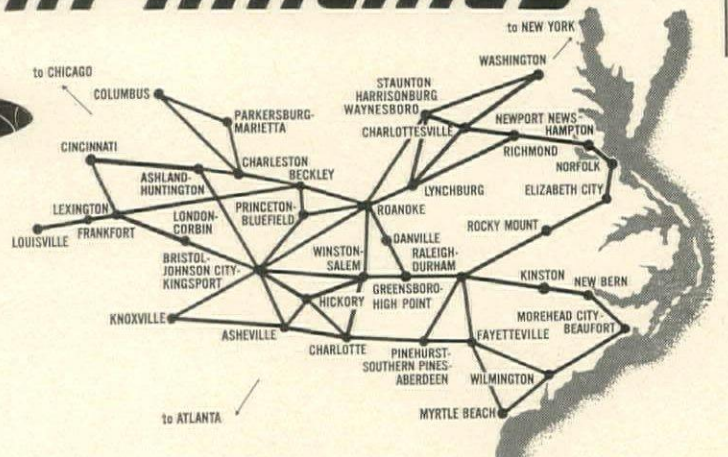 to NEW YORK
WASHINGTON
to CHICAGO
COLUMBUS
STAUNTON
HARRISONBURG
WAYNESBORO
PARKERSBURG-
MARIETTA
CHARLOTTESVILLE
NEWPORT NEWS-
HAMPTON
RICHMOND
NORFOLK
CINCINNATI
CHARLESTON
ASHLAND-
HUNTINGTON
BECKLEY
LYNCHBURG
ELIZABETH CITY
LEXINGTON
FRANKFORT
LOUISVILLE
LONDON-
CORBIN
PRINCETON-
BLUEFIELD
ROANOKE
ROCKY MOUNT
DANVILLE
BRISTOL-
JOHNSON CITY-
KINGSPORT
WINSTON-
SALEM
RALEIGH-
DURHAM
GREENSBORO-
HIGH POINT
KINSTON
NEW BERN
HICKORY
MOREHEAD CITY-
BEAUFORT
KNOXVILLE
ASHEVILLE
CHARLOTTE
PINEHURST-
SOUTHERN PINES-
ABERDEEN
FAYETTEVILLE
WILMINGTON
MYRTLE BEACH
to ATLANTA